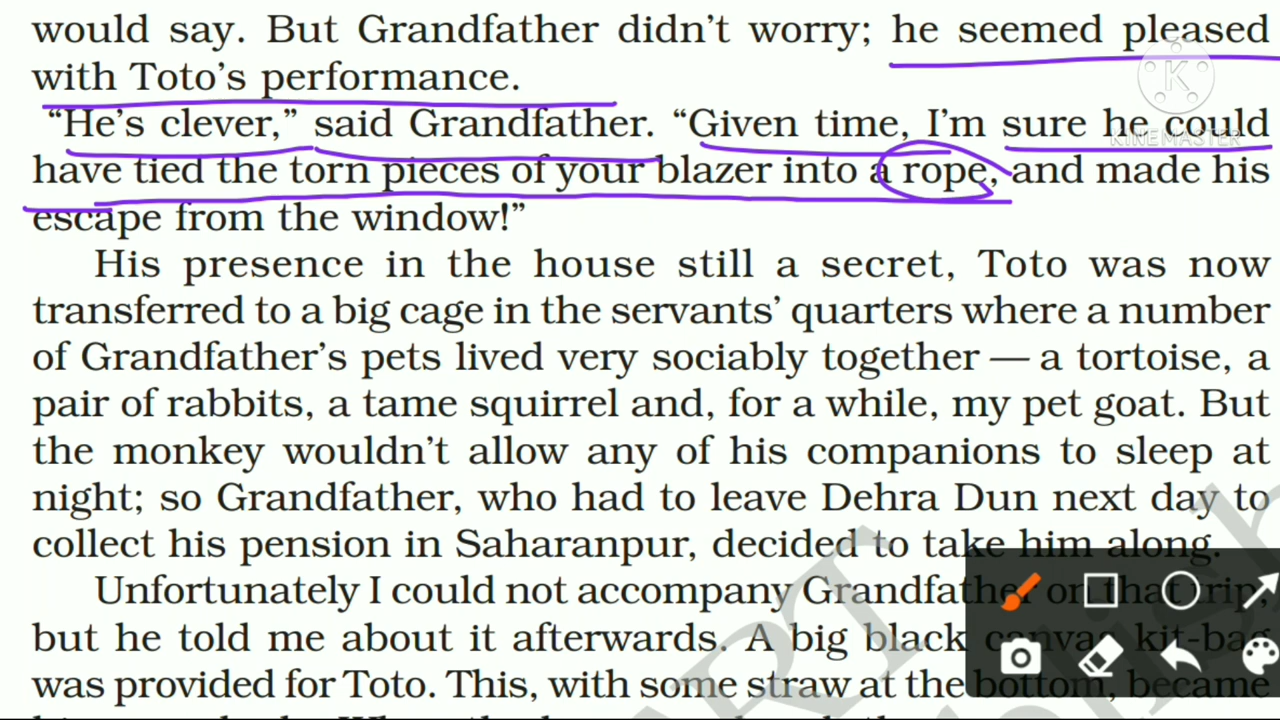 would say. But Grandfather didn't worry; he seemed pleased
with Toto's performance.
“He's clever,” said Grandfather. “Given time, I'm sure he could
have tied the torn pieces of your blazer into a rope, and made his
escape from the window!”
His presence in the house still a secret, Toto was now
transferred to a big cage in the servants' quarters where a number
of Grandfather's pets lived very sociably together — a tortoise, a
pair of rabbits, a tame squirrel and, for a while, my pet goat. But
the monkey wouldn't allow any of his companions to sleep at
night; so Grandfather, who had to leave Dehra Dun next day to
collect his pension in Saharanpur, decided to take him along.
Unfortunately I could not accompany Grandfather on that trip,
but he told me about it afterwards. A big black canvas kit-bag
was provided for Toto. This, with some straw at the bottom, became
K
KINEMASTER